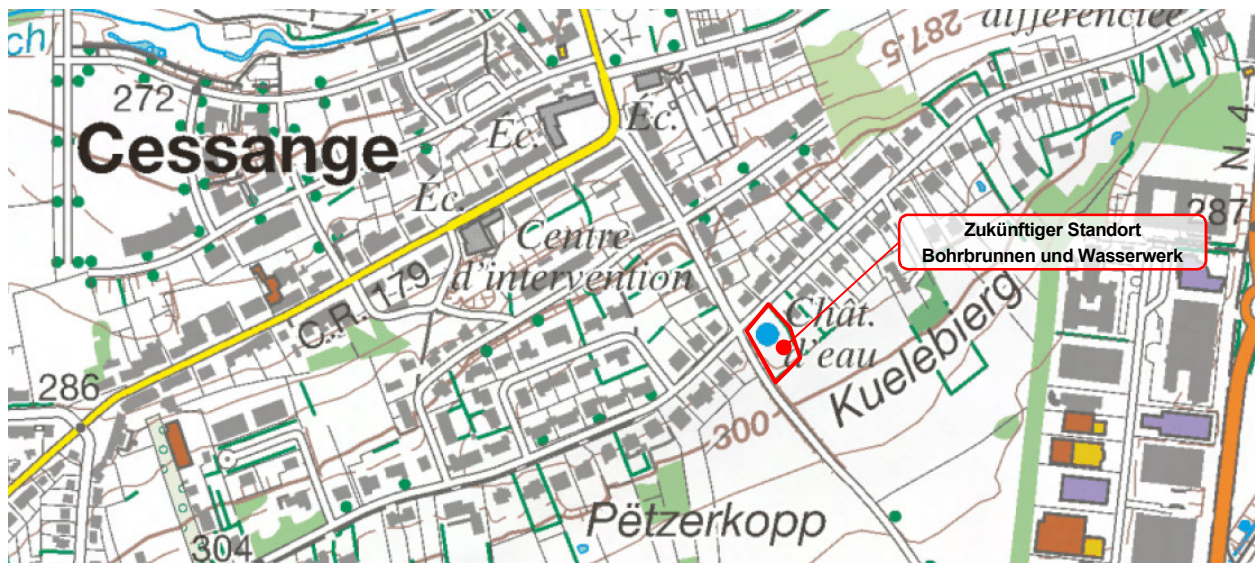 ch
différenciée
287.5
272
Cessange
Éc.
Éc.
Éc.
N. 4
287
Zukünftiger Standort
Bohrbrunnen und Wasserwerk
Centre
d'intervention
C.R. 179
Chât.
d'eau
Kuelebierg
286
300
Pëtzerkopp
304